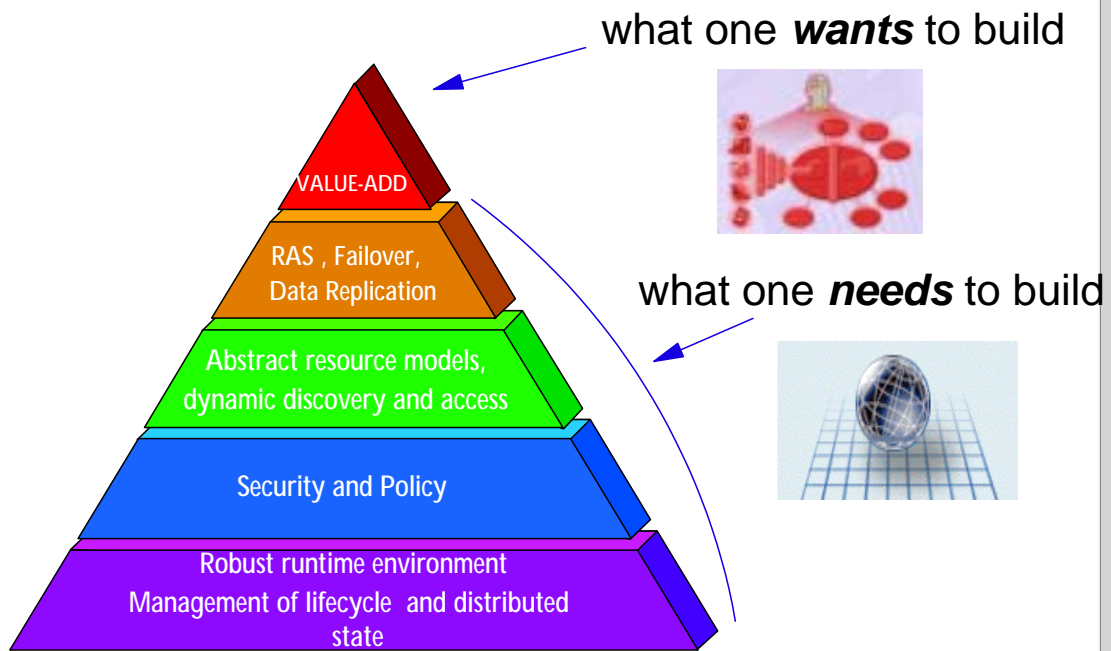 what one wants to build
VALUE-ADD
RAS , Failover,
Data Replication
what one needs to build
Abstract resource models,
dynamic discovery and access
Security and Policy
Robust runtime environment
Management of lifecycle and distributed
state